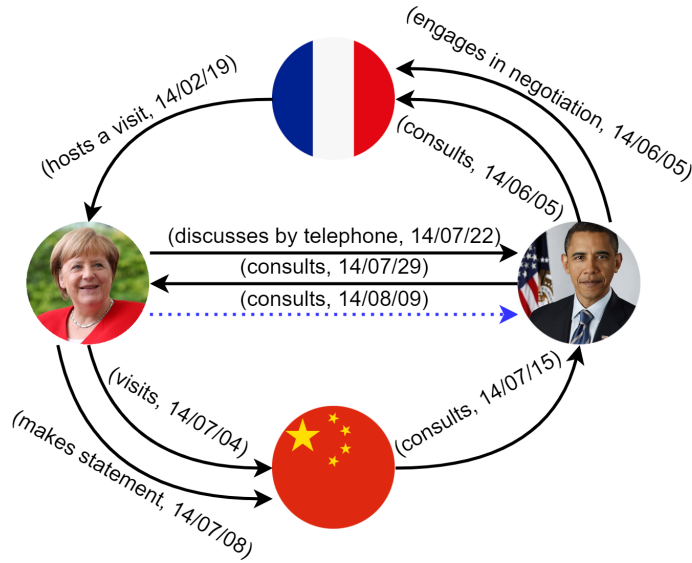 (engages in negotiation, 14/06/05)
(hosts a visit, 14/02/19)
(consults, 14/06/05)
(discusses by telephone, 14/07/22)
(consults, 14/07/29)
(consults, 14/08/09)
(visits, 14/07/04)
(consults, 14/07/15)
(makes statement, 14/07/08)